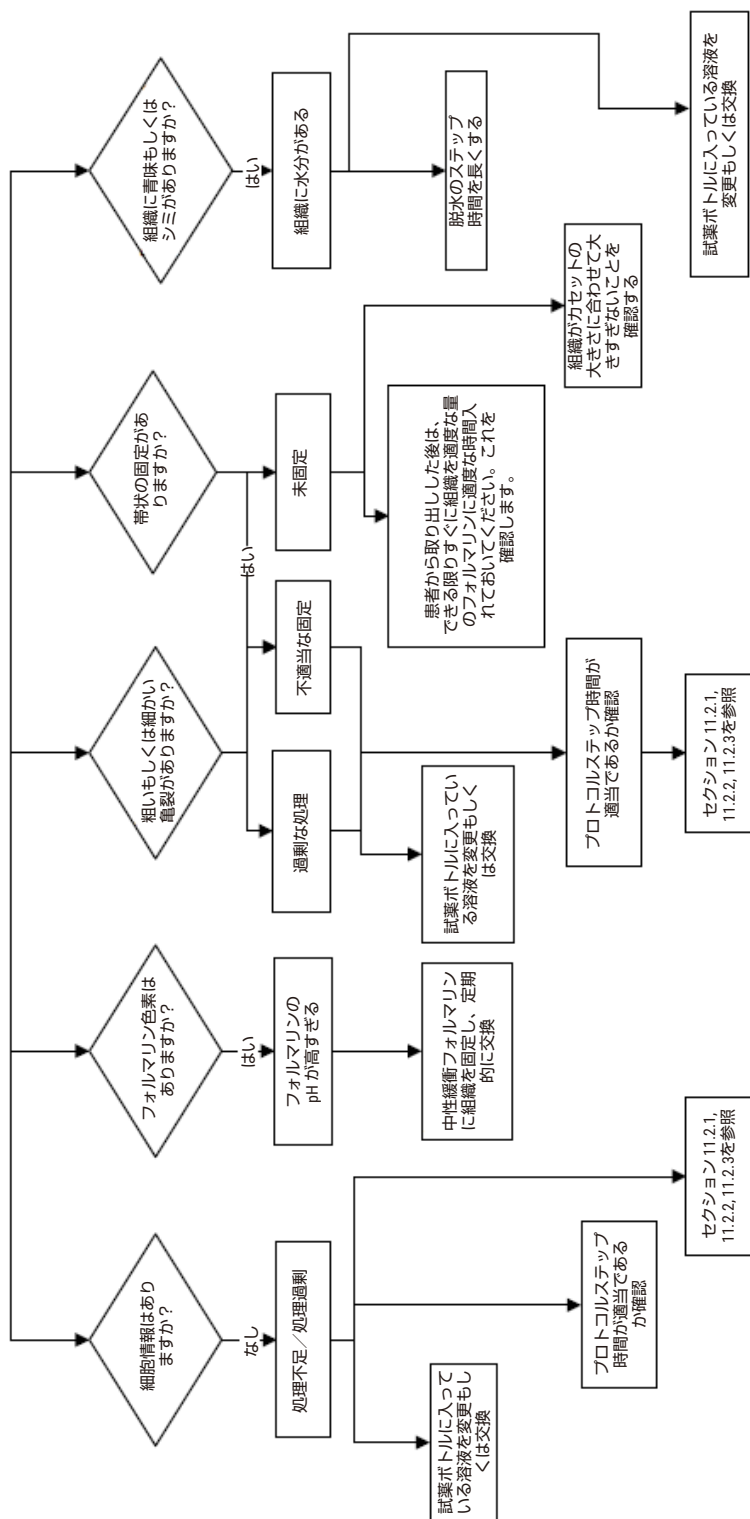 細胞情報はあり
ますか？
なし
処理不足／処理過剰
試薬ボトルに入って
いる溶液を変更もし
くは交換
プロトコルステップ
時間が適当である
か確認
セクション 11.2.1,
11.2.2, 11.2.3を参照
フォルマリン色素は
ありますか？
はい
フォルマリンの
pH が高すぎる
中性緩衝フォルマリン
に組織を固定し、定期
的に交換
粗いもしくは細かい
亀裂がありますか？
過剰な処理
不適当な固定
試薬ボトルに入ってい
る溶液を変更もしく
は交換
プロトコルステップ時間が
適当であるか確認
セクション 11.2.1,
11.2.2, 11.2.3を参照
帯状の固定があ
りますか？
はい
未固定
患者から取り出しした後は、
できる限りすぐに組織を適度な量
のフォルマリンに適度な時間入
れておいてください。これを
確認します。
組織がカセットの
大きさに合わせて大
きすぎないことを
確認する
組織に青味もしくは
シミがありますか？
はい
組織に水分がある
脱水のステップ
時間を長くする
試薬ボトルに入っている溶液を
変更もしくは交換